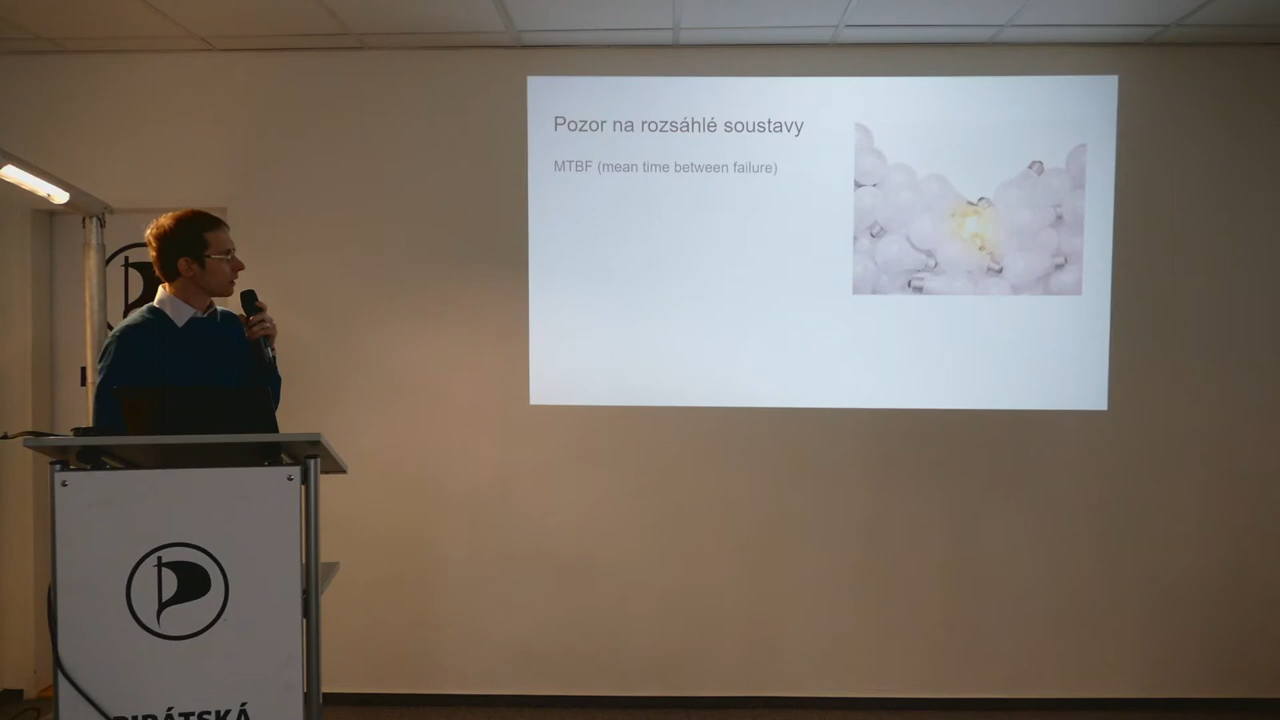 Pozor na rozsáhlé soustavy
MTBF (mean time between failure)
PIRÁTSKÁ